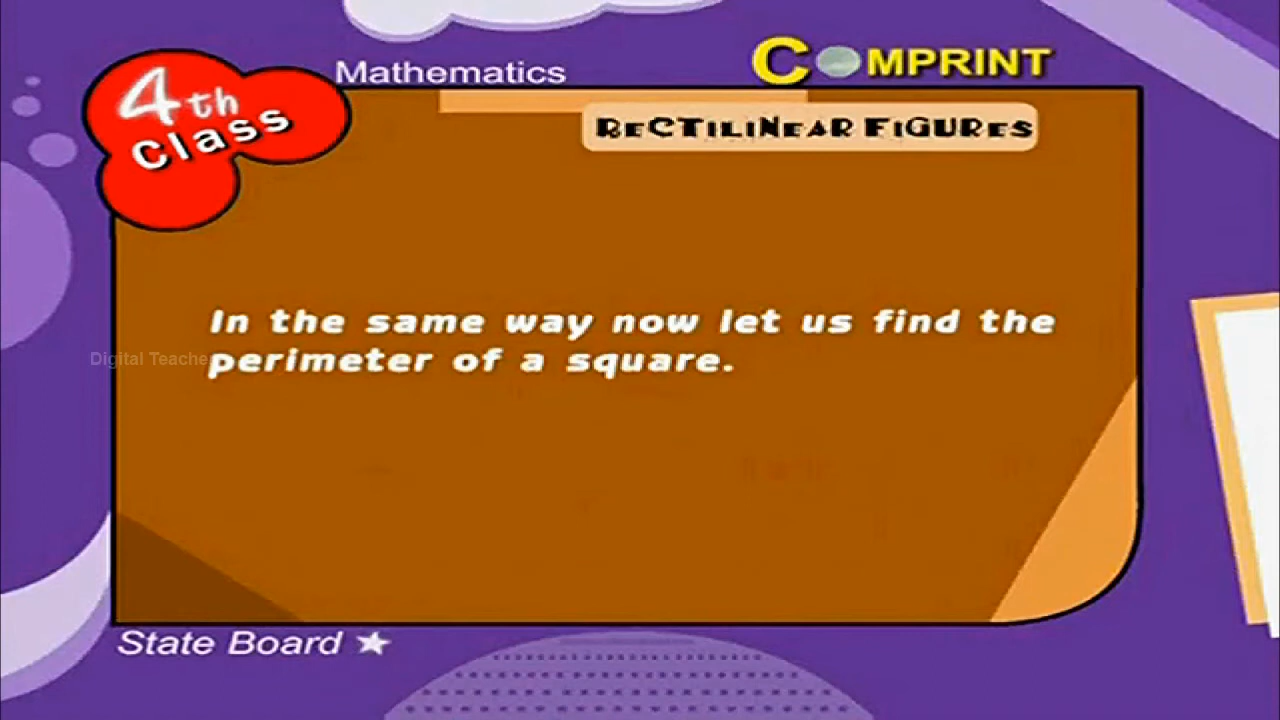 Mathematics
COMPRINT
4th
Class
RECTILINEAR FIGURES
In the same way now let us find the
perimeter of a square.
Digital Teacher
State Board